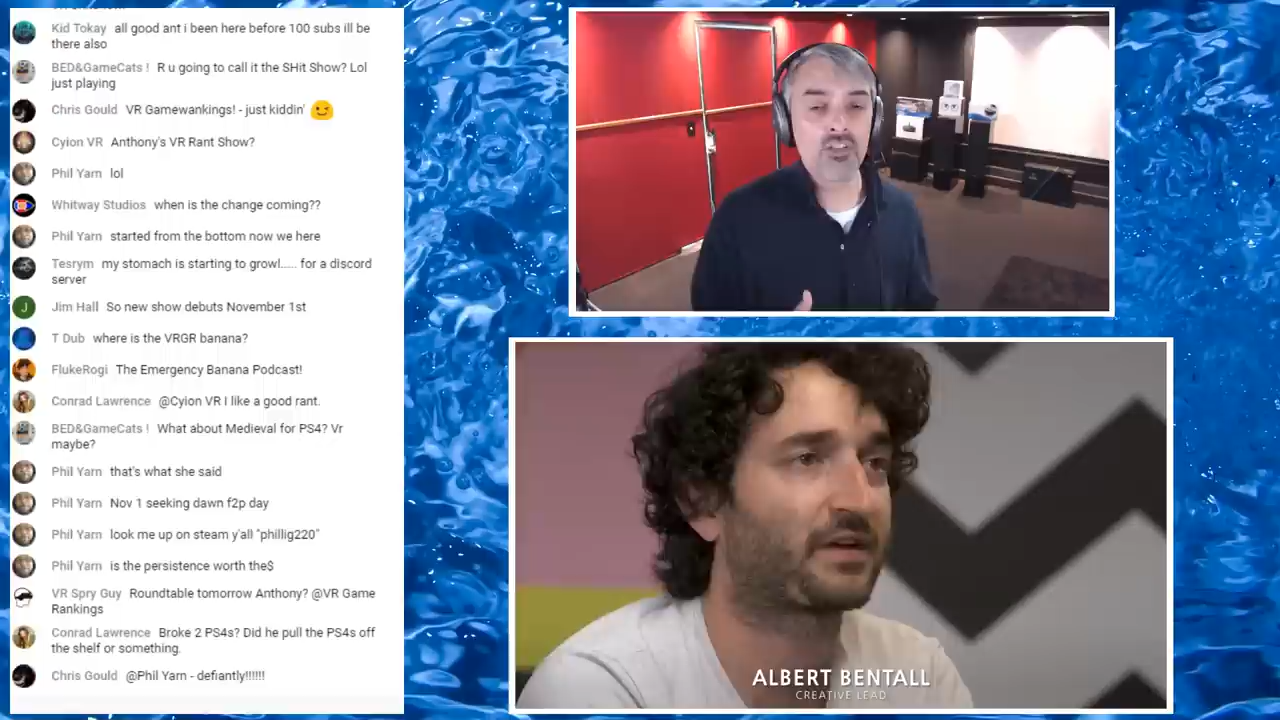 Kid Tokay all good ant i been here before 100 subs ill be
there also
BED&GameCats ! R u going to call it the SHit Show? Lol
just playing
Chris Gould VR Gamewankings! - just kiddin' 😉
Cyion VR Anthony's VR Rant Show?
Phil Yarn lol
Whitway Studios when is the change coming??
Phil Yarn started from the bottom now we here
Tesrym my stomach is starting to growl..... for a discord
server
J
Jim Hall So new show debuts November 1st
T Dub where is the VRGR banana?
FlukeRogi The Emergency Banana Podcast!
Conrad Lawrence @Cyion VR I like a good rant.
BED&GameCats ! What about Medieval for PS4? Vr
maybe?
Phil Yarn that's what she said
Phil Yarn Nov 1 seeking dawn f2p day
Phil Yarn look me up on steam y'all "phillig220"
Phil Yarn is the persistence worth the$
VR Spry Guy Roundtable tomorrow Anthony? @VR Game
Rankings
Conrad Lawrence Broke 2 PS4s? Did he pull the PS4s off
the shelf or something.
Chris Gould @Phil Yarn - defiantly!!!!!!
ALBERT BENTALL
CREATIVE LEAD